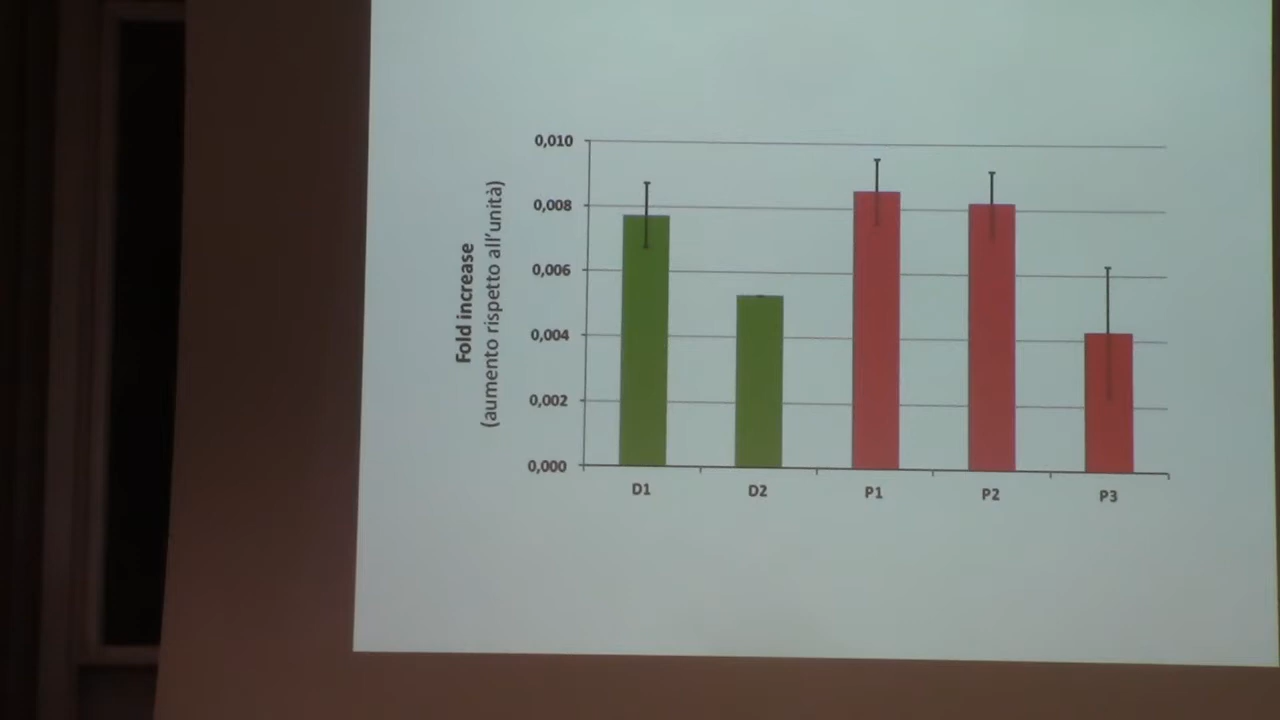 Fold increase
(aumento rispetto all'unità)
0,010
0,008
0,006
0,004
0,002
0,000
D1 D2 P1 P2 P3